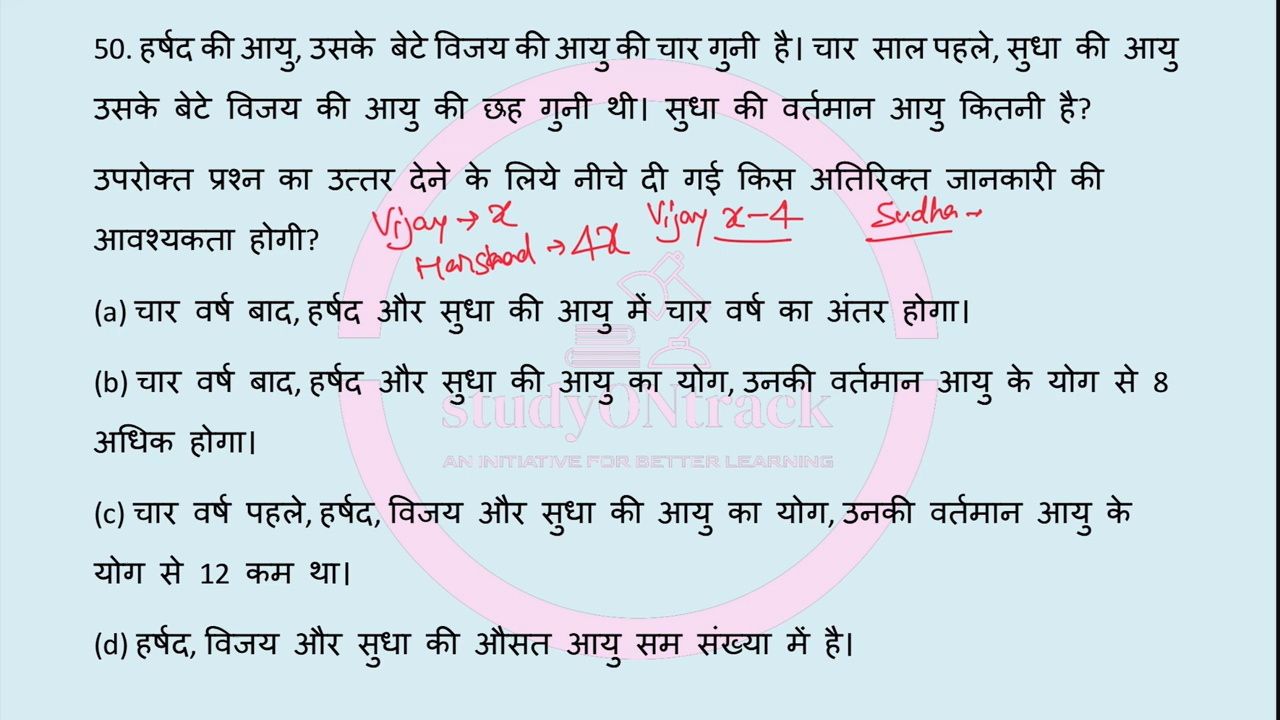 50. हर्षद की आयु, उसके बेटे विजय की आयु की चार गुनी है। चार साल पहले, सुधा की आयु
उसके बेटे विजय की आयु की छह गुनी थी। सुधा की वर्तमान आयु कितनी है?
उपरोक्त प्रश्न का उत्तर देने के लिये नीचे दी गई किस अतिरिक्त जानकारी की
आवश्यकता होगी?
Vijay → x
Harshad → 4x
Vijay x-4
Sudha
(a) चार वर्ष बाद, हर्षद और सुधा की आयु में चार वर्ष का अंतर होगा।
(b) चार वर्ष बाद, हर्षद और सुधा की आयु का योग, उनकी वर्तमान आयु के योग से 8
studyONtrack
अधिक होगा।
AN INITIATIVE FOR BETTER LEARNING
(c) चार वर्ष पहले, हर्षद, विजय और सुधा की आयु का योग, उनकी वर्तमान आयु के
योग से 12 कम था।
(d) हर्षद, विजय और सुधा की औसत आयु सम संख्या में है।